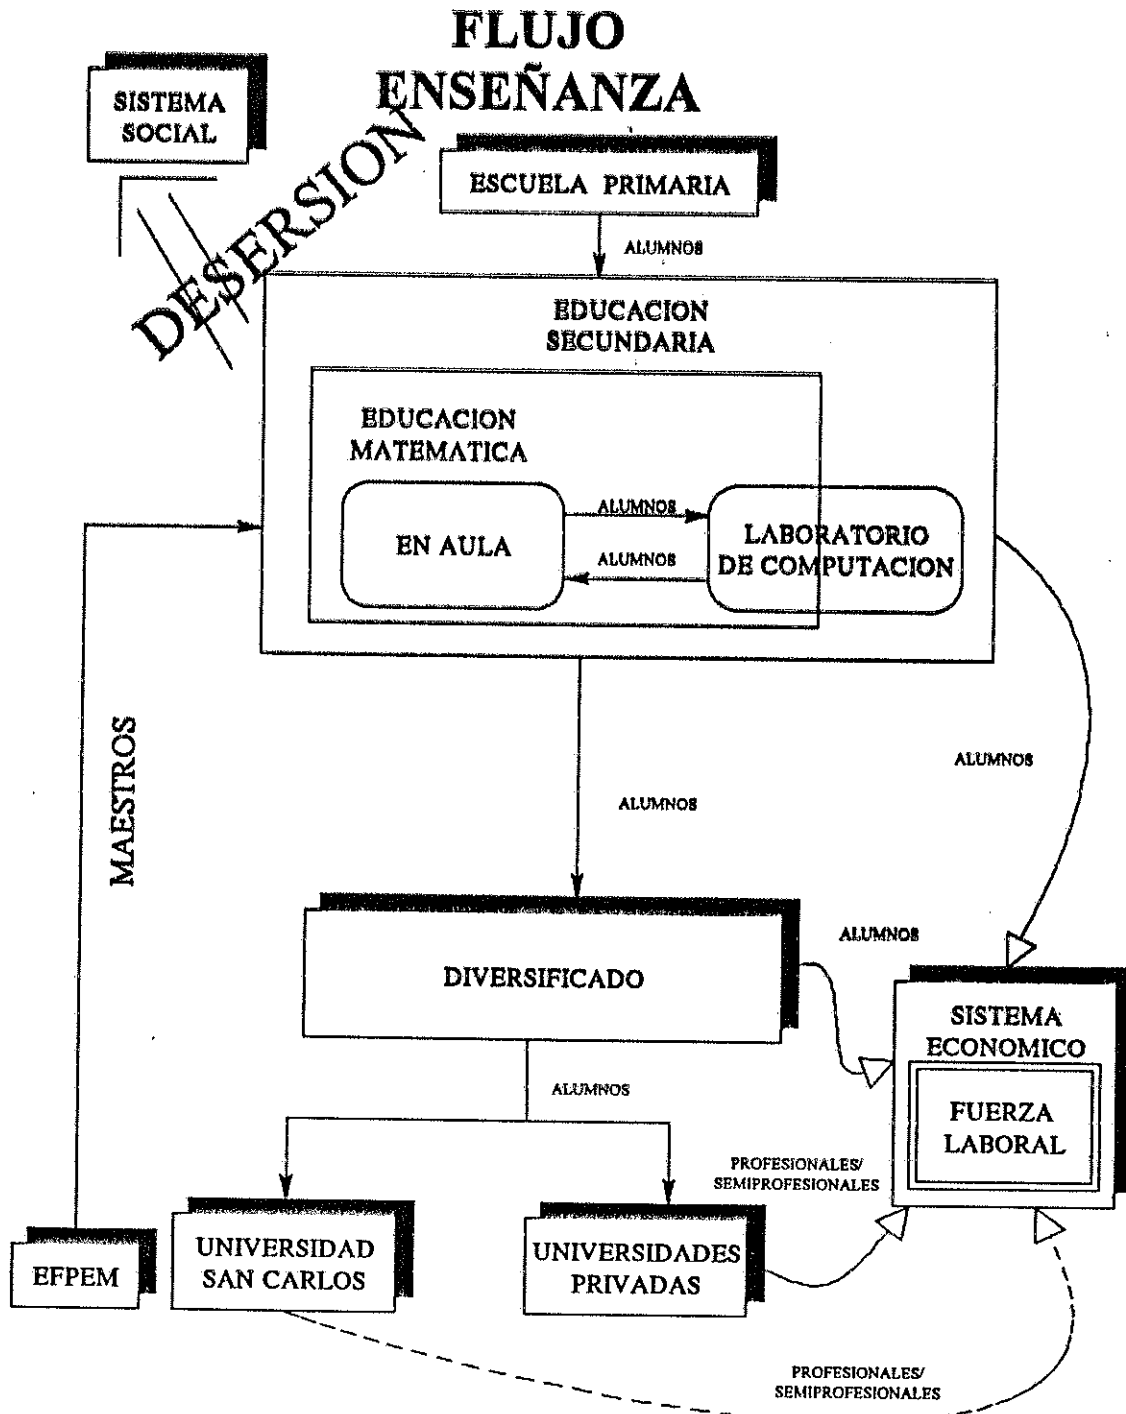 FLUJO
ENSEÑANZA
SISTEMA
SOCIAL
DESERSION
ESCUELA PRIMARIA
ALUMNOS
EDUCACION
SECUNDARIA
EDUCACION
MATEMATICA
EN AULA
ALUMNOS
ALUMNOS
LABORATORIO
DE COMPUTACION
MAESTROS
ALUMNOS
ALUMNOS
DIVERSIFICADO
ALUMNOS
SISTEMA
ECONOMICO
FUERZA
LABORAL
ALUMNOS
PROFESIONALES/
SEMIPROFESIONALES
EFPEM
UNIVERSIDAD
SAN CARLOS
UNIVERSIDADES
PRIVADAS
PROFESIONALES/
SEMIPROFESIONALES